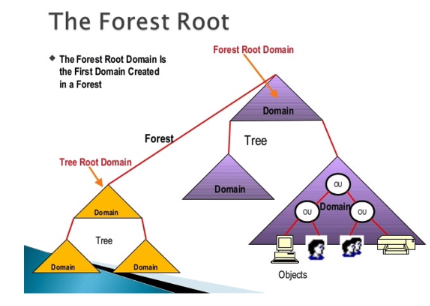 The Forest Root
Forest Root Domain
The Forest Root Domain Is
the First Domain Created
in a Forest
Domain
Forest
Tree
Tree Root Domain
Domain
OU
OU
Domain
OU
Domain
Tree
Domain
Domain
Objects